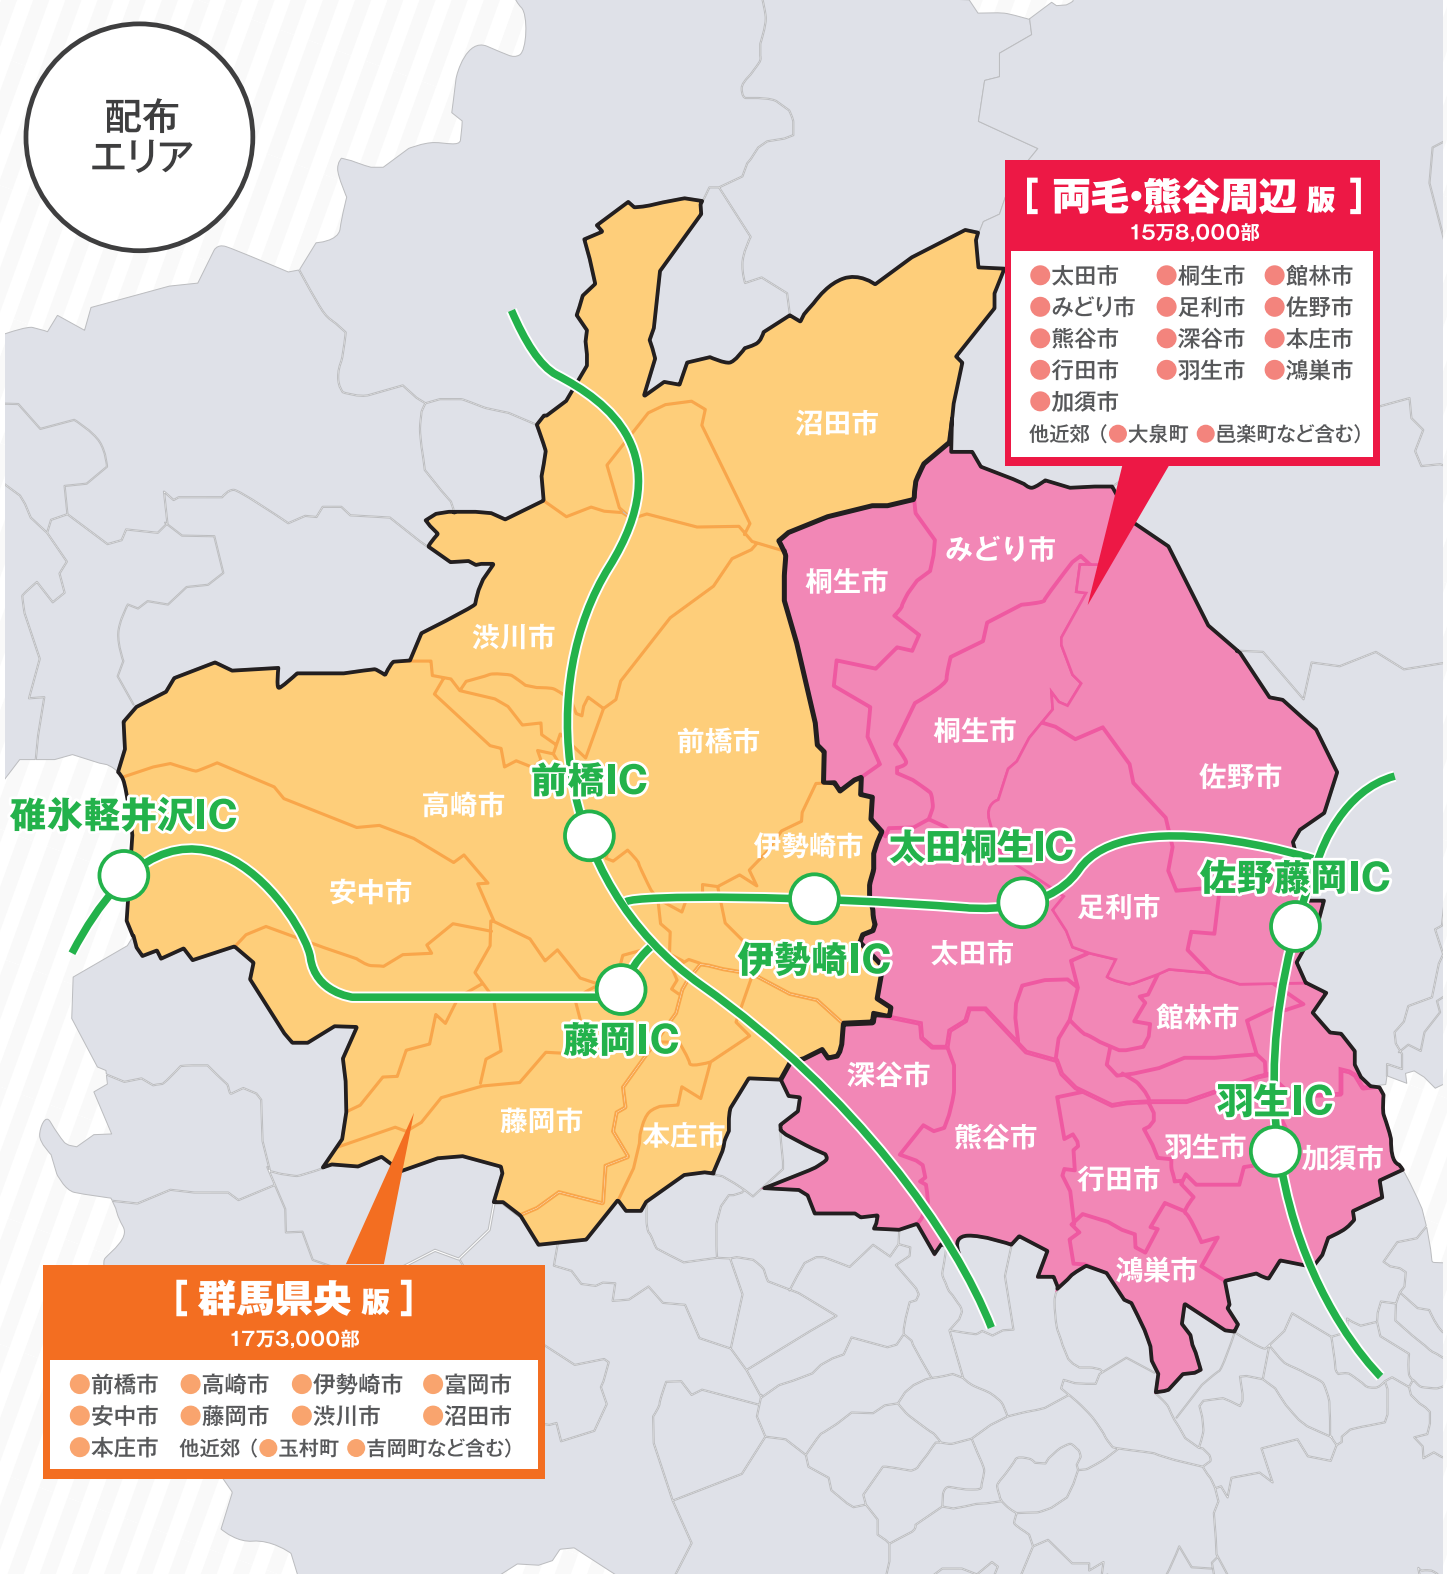 配布
エリア
[ 両毛・熊谷周辺 版 ]
15万8,000部
●太田市 ●桐生市 ●館林市
●みどり市 ●足利市 ●佐野市
●熊谷市 ●深谷市 ●本庄市
●行田市 ●羽生市 ●鴻巣市
●加須市
他近郊（●大泉町 ●邑楽町など含む）
沼田市
みどり市
桐生市
渋川市
桐生市
前橋市
佐野市
前橋IC
高崎市
碓氷軽井沢IC
伊勢崎市
太田桐生IC
佐野藤岡IC
安中市
足利市
太田市
伊勢崎IC
館林市
藤岡IC
深谷市
羽生IC
藤岡市
本庄市
熊谷市
羽生市
加須市
行田市
鴻巣市
[ 群馬県央 版 ]
17万3,000部
●前橋市 ●高崎市 ●伊勢崎市 ●富岡市
●安中市 ●藤岡市 ●渋川市 ●沼田市
●本庄市 他近郊（●玉村町 ●吉岡町など含む）